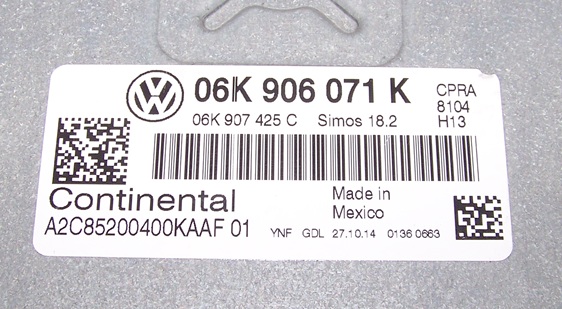 06K 906 071 K CPRA
06K 907 425 C Simos 18.2 8104
H13
Continental Made in
Mexico
A2C85200400KAAF 01 YNF GDL 27.10.14 0136 0663